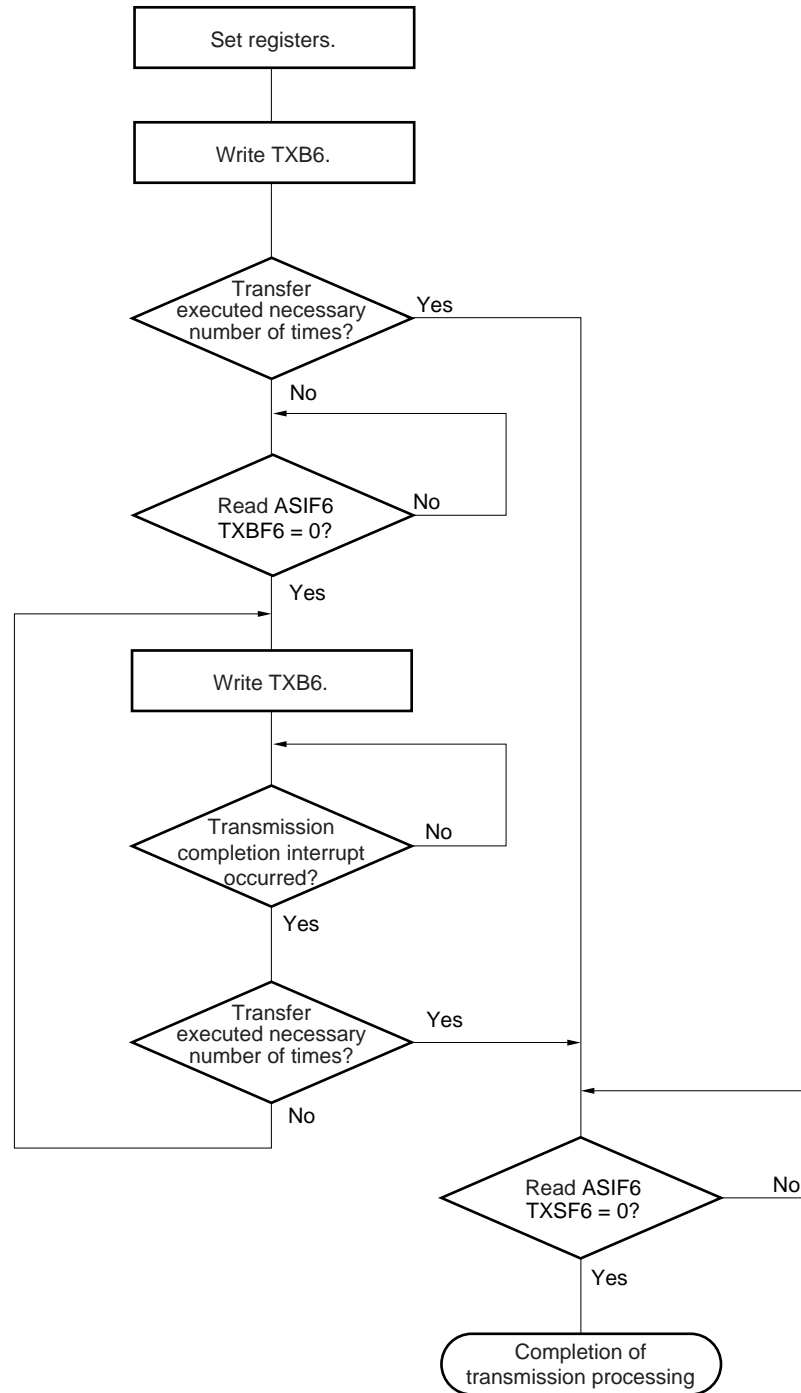 Set registers.
Write TXB6.
Transfer
executed necessary
number of times?
Yes
No
Read ASIF6
TXBF6 = 0?
No
Yes
Write TXB6.
Transmission
completion interrupt
occurred?
No
Yes
Transfer
executed necessary
number of times?
Yes
No
Read ASIF6
TXSF6 = 0?
No
Yes
Completion of
transmission processing